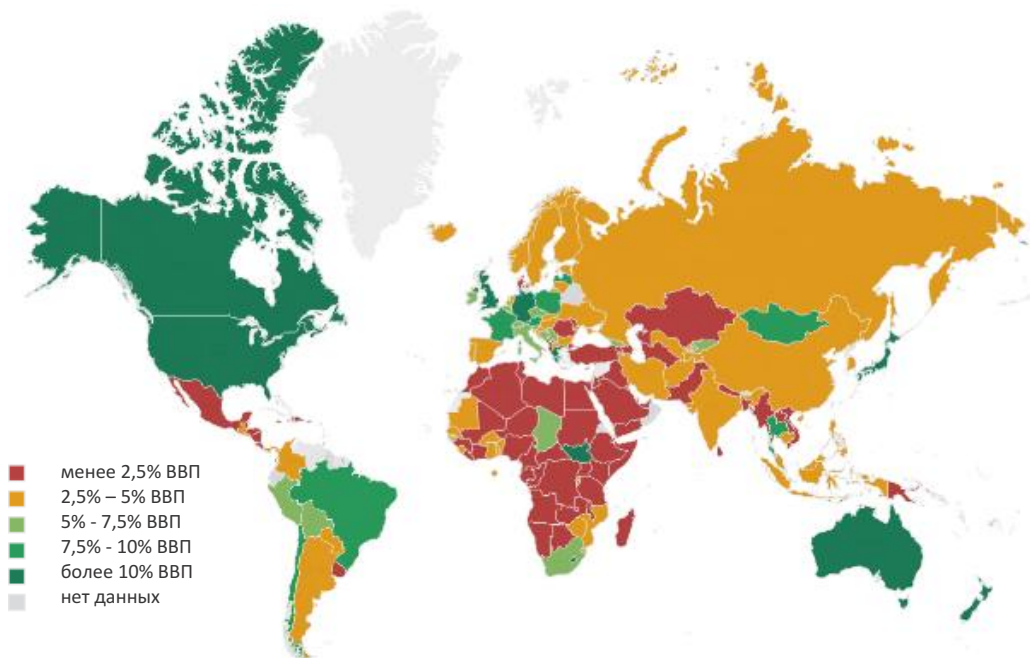 менее 2,5% ВВП
2,5% – 5% ВВП
5% - 7,5% ВВП
7,5% - 10% ВВП
более 10% ВВП
нет данных